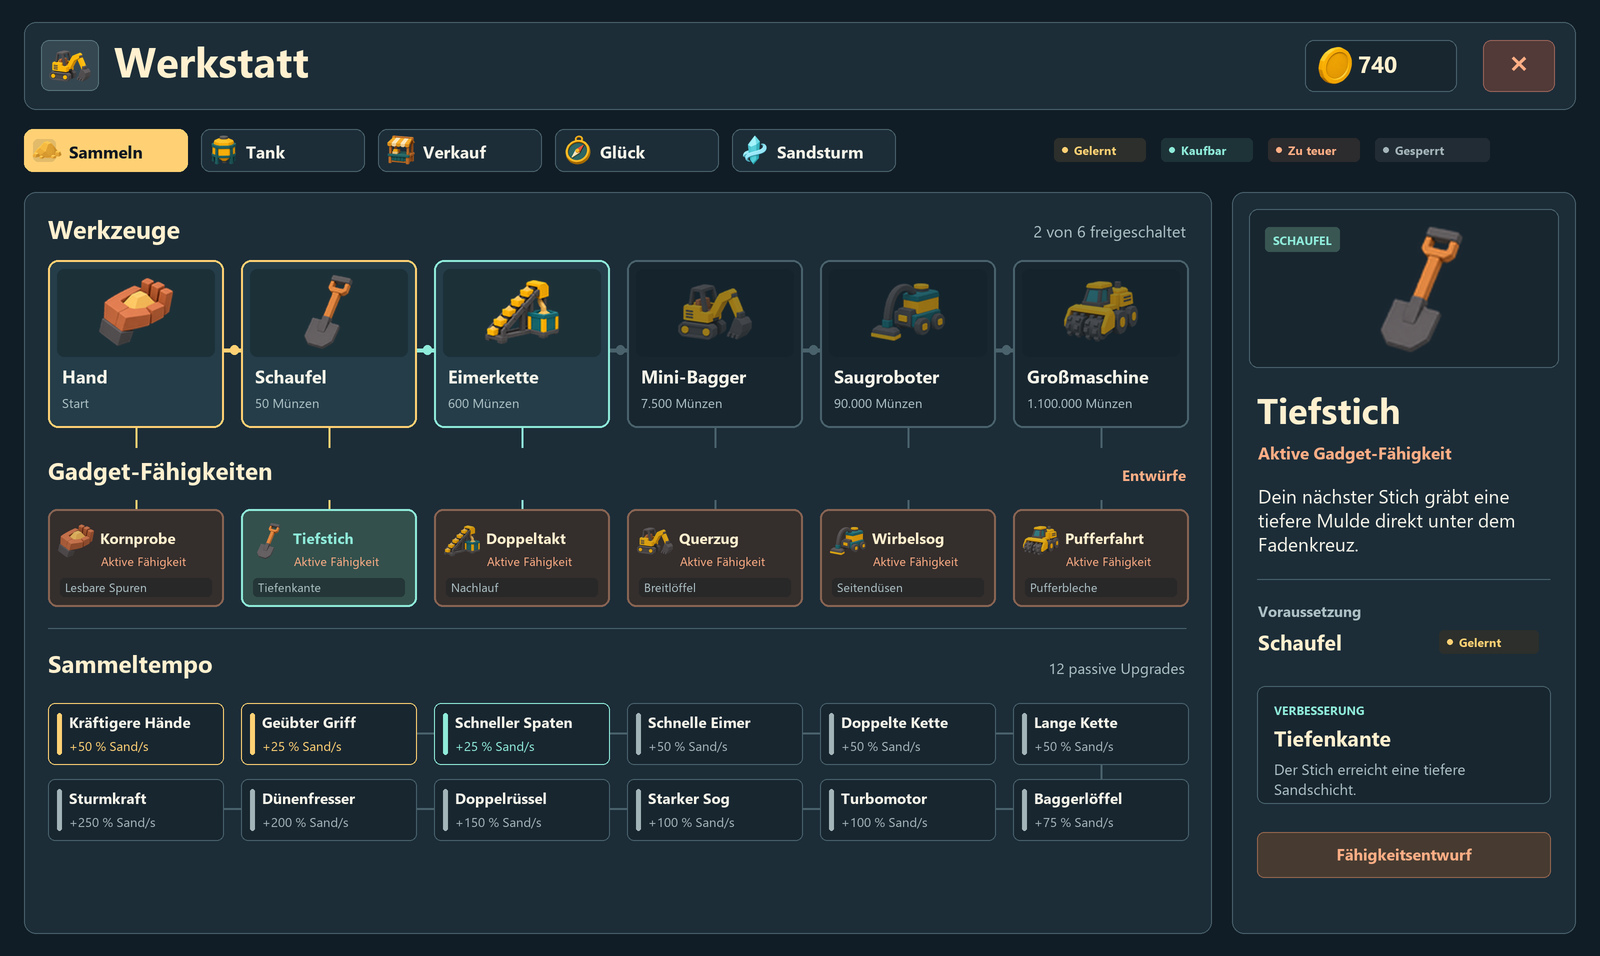 Werkstatt
740
×
Sammeln
Tank
Verkauf
Glück
Sandsturm
Gelernt
Kaufbar
Zu teuer
Gesperrt
Werkzeuge
2 von 6 freigeschaltet
Hand
Start
Schaufel
50 Münzen
Eimerkette
600 Münzen
Mini-Bagger
7.500 Münzen
Saugroboter
90.000 Münzen
Großmaschine
1.100.000 Münzen
Gadget-Fähigkeiten
Entwürfe
Kornprobe
Aktive Fähigkeit
Lesbare Spuren
Tiefstich
Aktive Fähigkeit
Tiefenkante
Doppeltakt
Aktive Fähigkeit
Nachlauf
Querzug
Aktive Fähigkeit
Breitlöffel
Wirbelsog
Aktive Fähigkeit
Seitendüsen
Pufferfahrt
Aktive Fähigkeit
Pufferbleche
Sammeltempo
12 passive Upgrades
Kräftigere Hände
+50 % Sand/s
Geübter Griff
+25 % Sand/s
Schneller Spaten
+25 % Sand/s
Schnelle Eimer
+50 % Sand/s
Doppelte Kette
+50 % Sand/s
Lange Kette
+50 % Sand/s
Sturmkraft
+250 % Sand/s
Dünenfresser
+200 % Sand/s
Doppelrüssel
+150 % Sand/s
Starker Sog
+100 % Sand/s
Turbomotor
+100 % Sand/s
Baggerlöffel
+75 % Sand/s
SCHAUFEL
Tiefstich
Aktive Gadget-Fähigkeit
Dein nächster Stich gräbt eine
tiefere Mulde direkt unter dem
Fadenkreuz.
Voraussetzung
Schaufel
Gelernt
VERBESSERUNG
Tiefenkante
Der Stich erreicht eine tiefere
Sandschicht.
Fähigkeitsentwurf